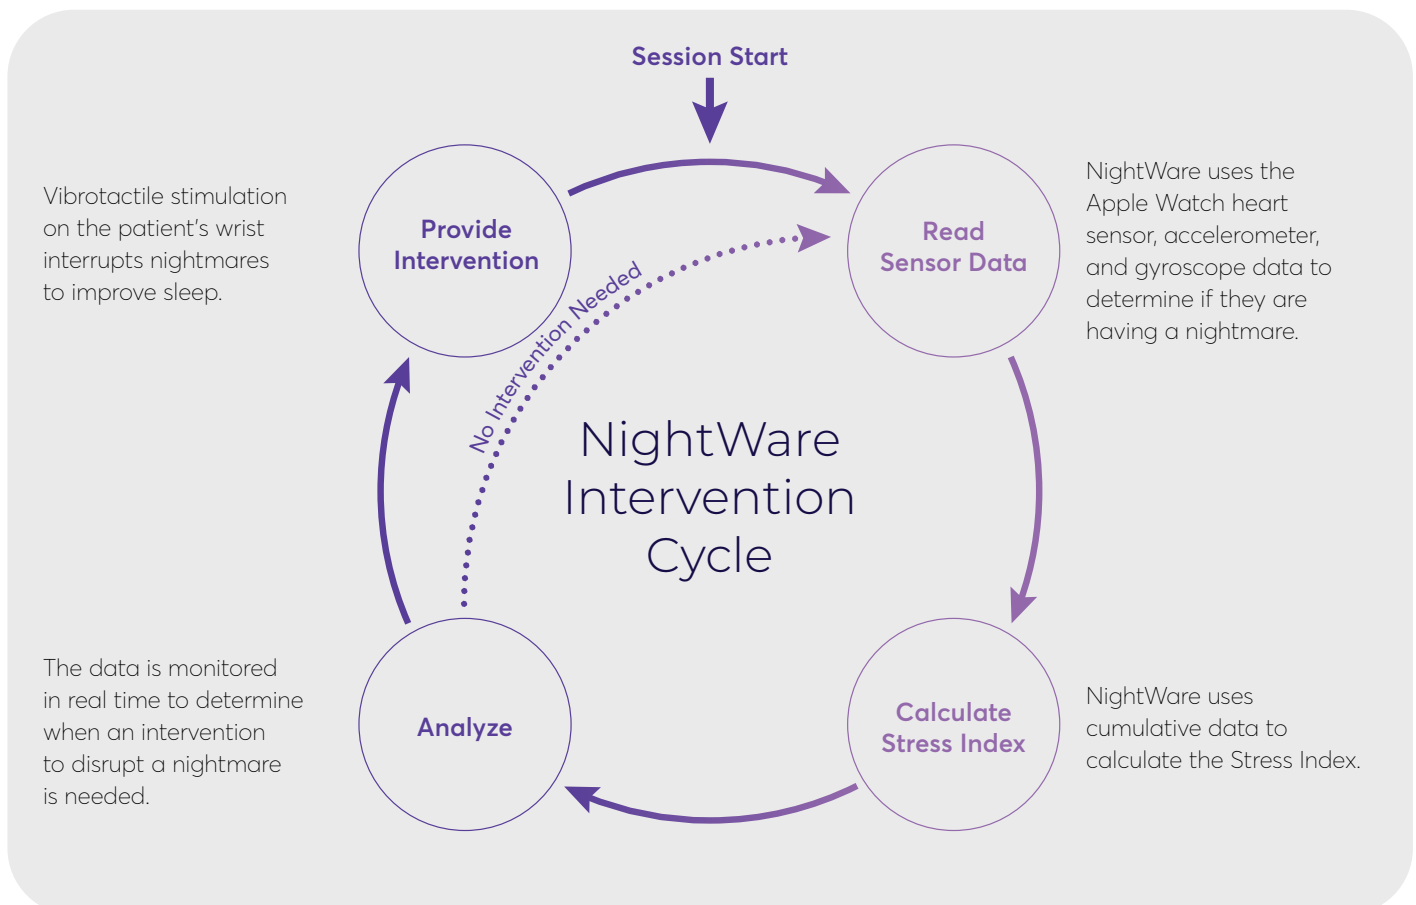 Session Start
Vibrotactile stimulation
on the patient's wrist
interrupts nightmares
to improve sleep.
Provide
Intervention
Read
Sensor Data
NightWare uses the
Apple Watch heart
sensor, accelerometer,
and gyroscope data to
determine if they are
having a nightmare.
No Intervention Needed
NightWare
Intervention
Cycle
The data is monitored
in real time to determine
when an intervention
to disrupt a nightmare
is needed.
Analyze
Calculate
Stress Index
NightWare uses
cumulative data to
calculate the Stress Index.